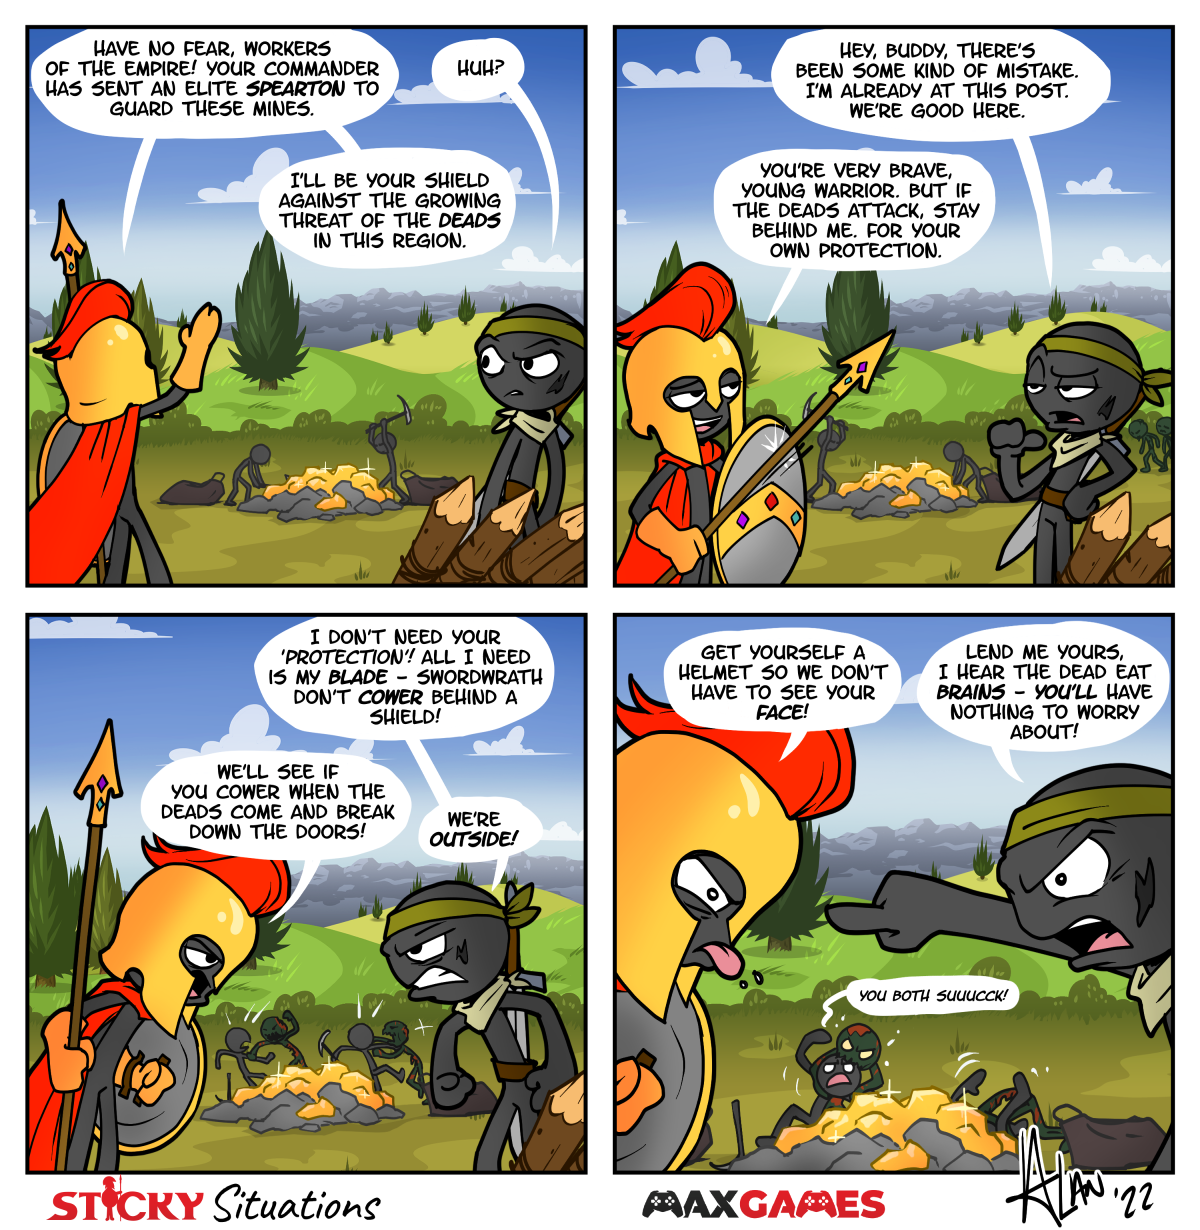 HAVE NO FEAR, WORKERS
OF THE EMPIRE! YOUR COMMANDER
HAS SENT AN ELITE SPEARTON TO
GUARD THESE MINES.
HUH?
I'LL BE YOUR SHIELD
AGAINST THE GROWING
THREAT OF THE DEADS
IN THIS REGION.
HEY, BUDDY, THERE'S
BEEN SOME KIND OF MISTAKE.
I'M ALREADY AT THIS POST.
WE'RE GOOD HERE.
YOU'RE VERY BRAVE,
YOUNG WARRIOR. BUT IF
THE DEADS ATTACK, STAY
BEHIND ME. FOR YOUR
OWN PROTECTION.
I DON'T NEED YOUR
'PROTECTION'! ALL I NEED
IS MY BLADE – SWORDWRATH
DON'T COWER BEHIND A
SHIELD!
WE'LL SEE IF
YOU COWER WHEN THE
DEADS COME AND BREAK
DOWN THE DOORS!
WE'RE
OUTSIDE!
GET YOURSELF A
HELMET SO WE DON'T
HAVE TO SEE YOUR
FACE!
LEND ME YOURS,
I HEAR THE DEAD EAT
BRAINS – YOU'LL HAVE
NOTHING TO WORRY
ABOUT!
YOU BOTH SUUUCCK!
ALAN '22
STICKY Situations
MAXGAMES